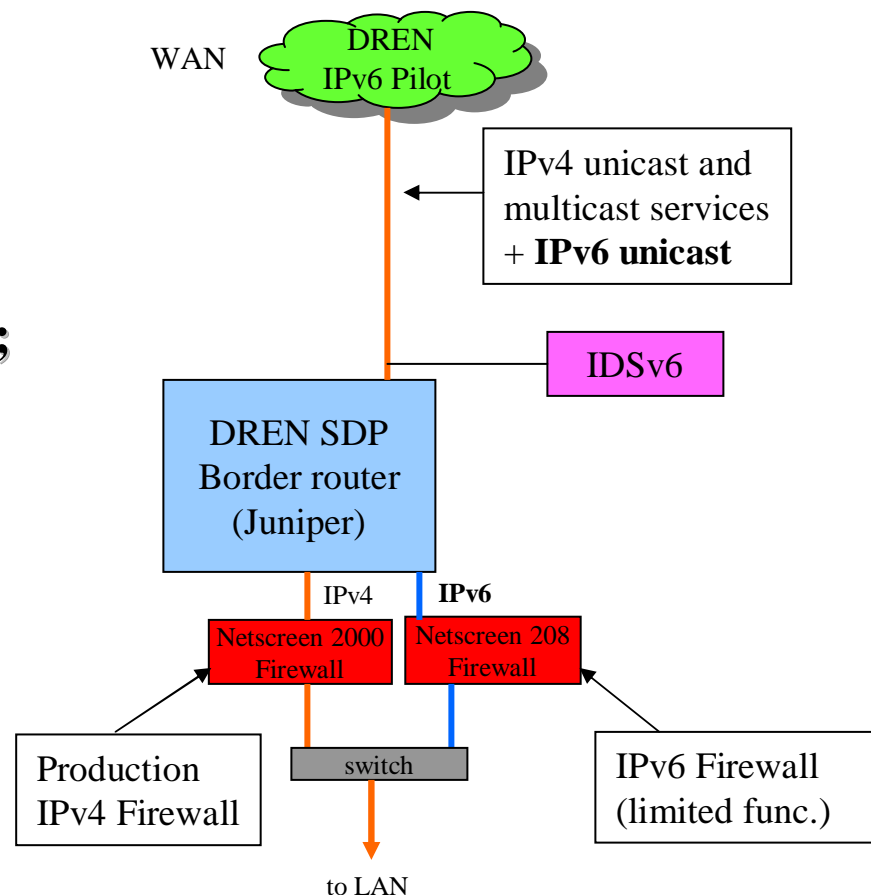 WAN
DREN
IPv6 Pilot
IPv4 unicast and
multicast services
+ IPv6 unicast
;
IDSv6
DREN SDP
Border router
(Juniper)
IPv4
IPv6
Netscreen 2000
Firewall
Netscreen 208
Firewall
Production
IPv4 Firewall
switch
IPv6 Firewall
(limited func.)
to LAN